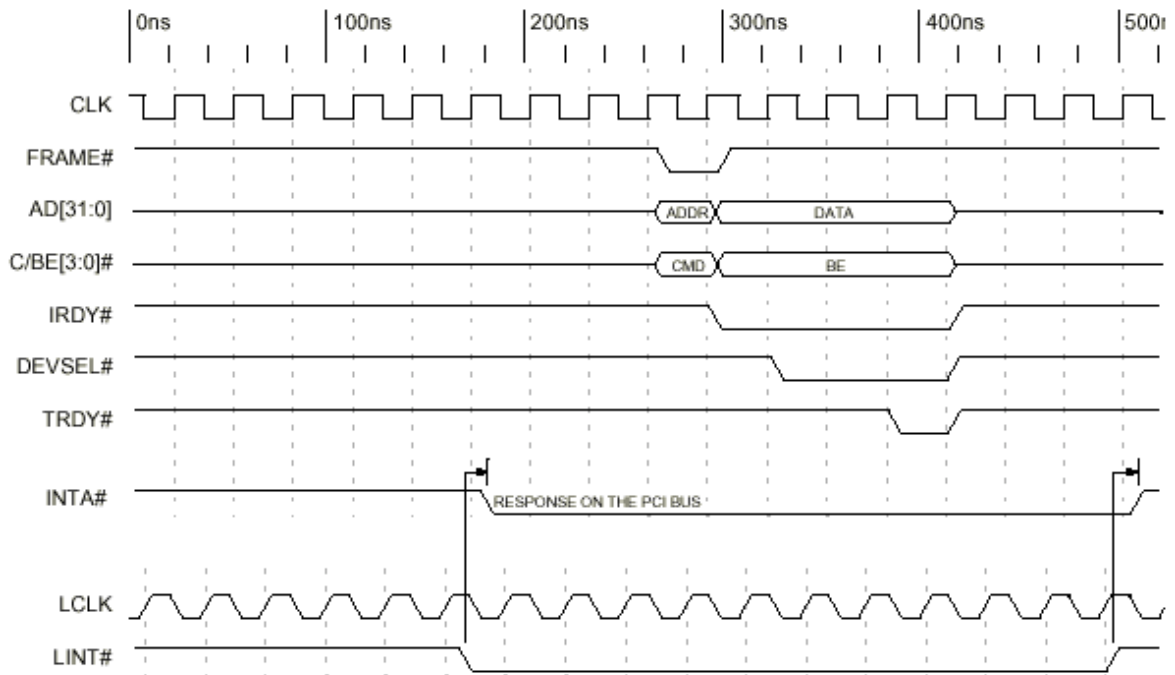 0ns 100ns 200ns 300ns 400ns 500
CLK
FRAME#
AD[31:0] ADDR DATA
C/BE[3:0]# CMD BE
IRDY#
DEVSEL#
TRDY#
INTA# RESPONSE ON THE PCI BUS
LCLK
LINT#